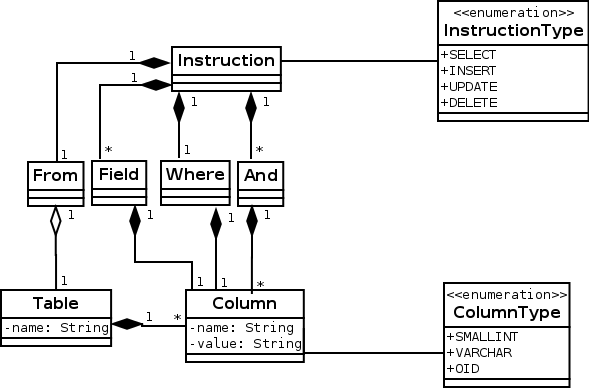 <<enumeration>>
InstructionType
+SELECT
+INSERT
+UPDATE
+DELETE
Instruction
1
1
1 1
1 * 1 *
From Field Where And
1 1 1 1
1 1 1 *
Table
-name: String
1 *
Column
-name: String
-value: String
<<enumeration>>
ColumnType
+SMALLINT
+VARCHAR
+OID